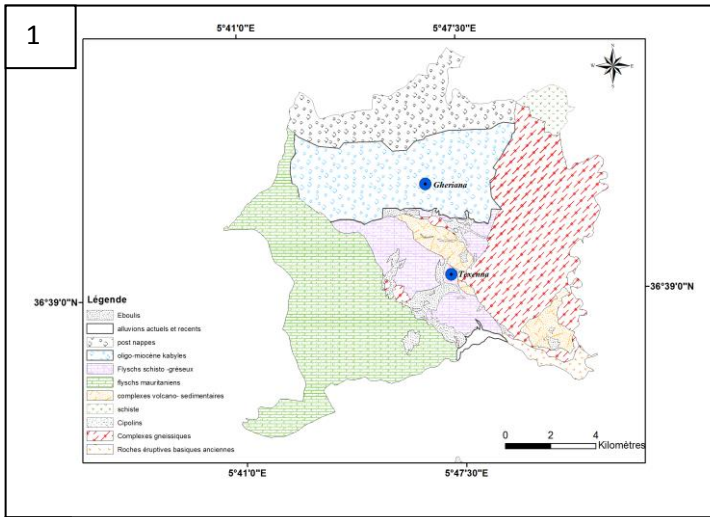 1
5°41'0"E 5°47'30"E
N
W E
S
Gheriana
Texenna
36°39'0"N 36°39'0"N
Légende
Eboulis
alluvions actuels et recents
post nappes
oligo-miocène kabyles
Flyschs schisto -gréseux
flyschs mauritaniens
complexes volcano- sedimentaires
schiste
Cipolins
Complexas gneissiques
Roches éruptives basiques anciennes
0 2 4
Kilomètres
5°41'0"E 5°47'30"E